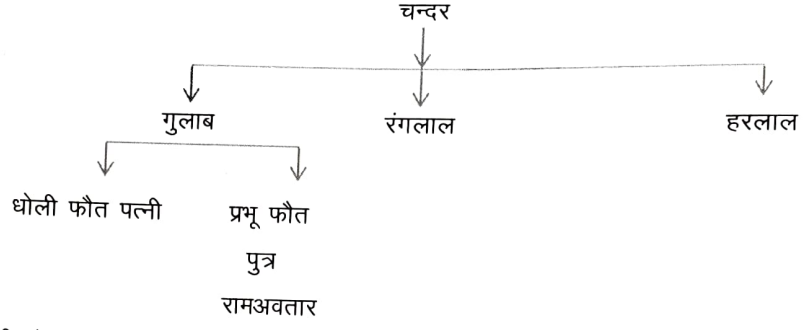 चन्दर
गुलाब रंगलाल हरलाल
धोली फौत पत्नी प्रभू फौत
पुत्र
रामअवतार